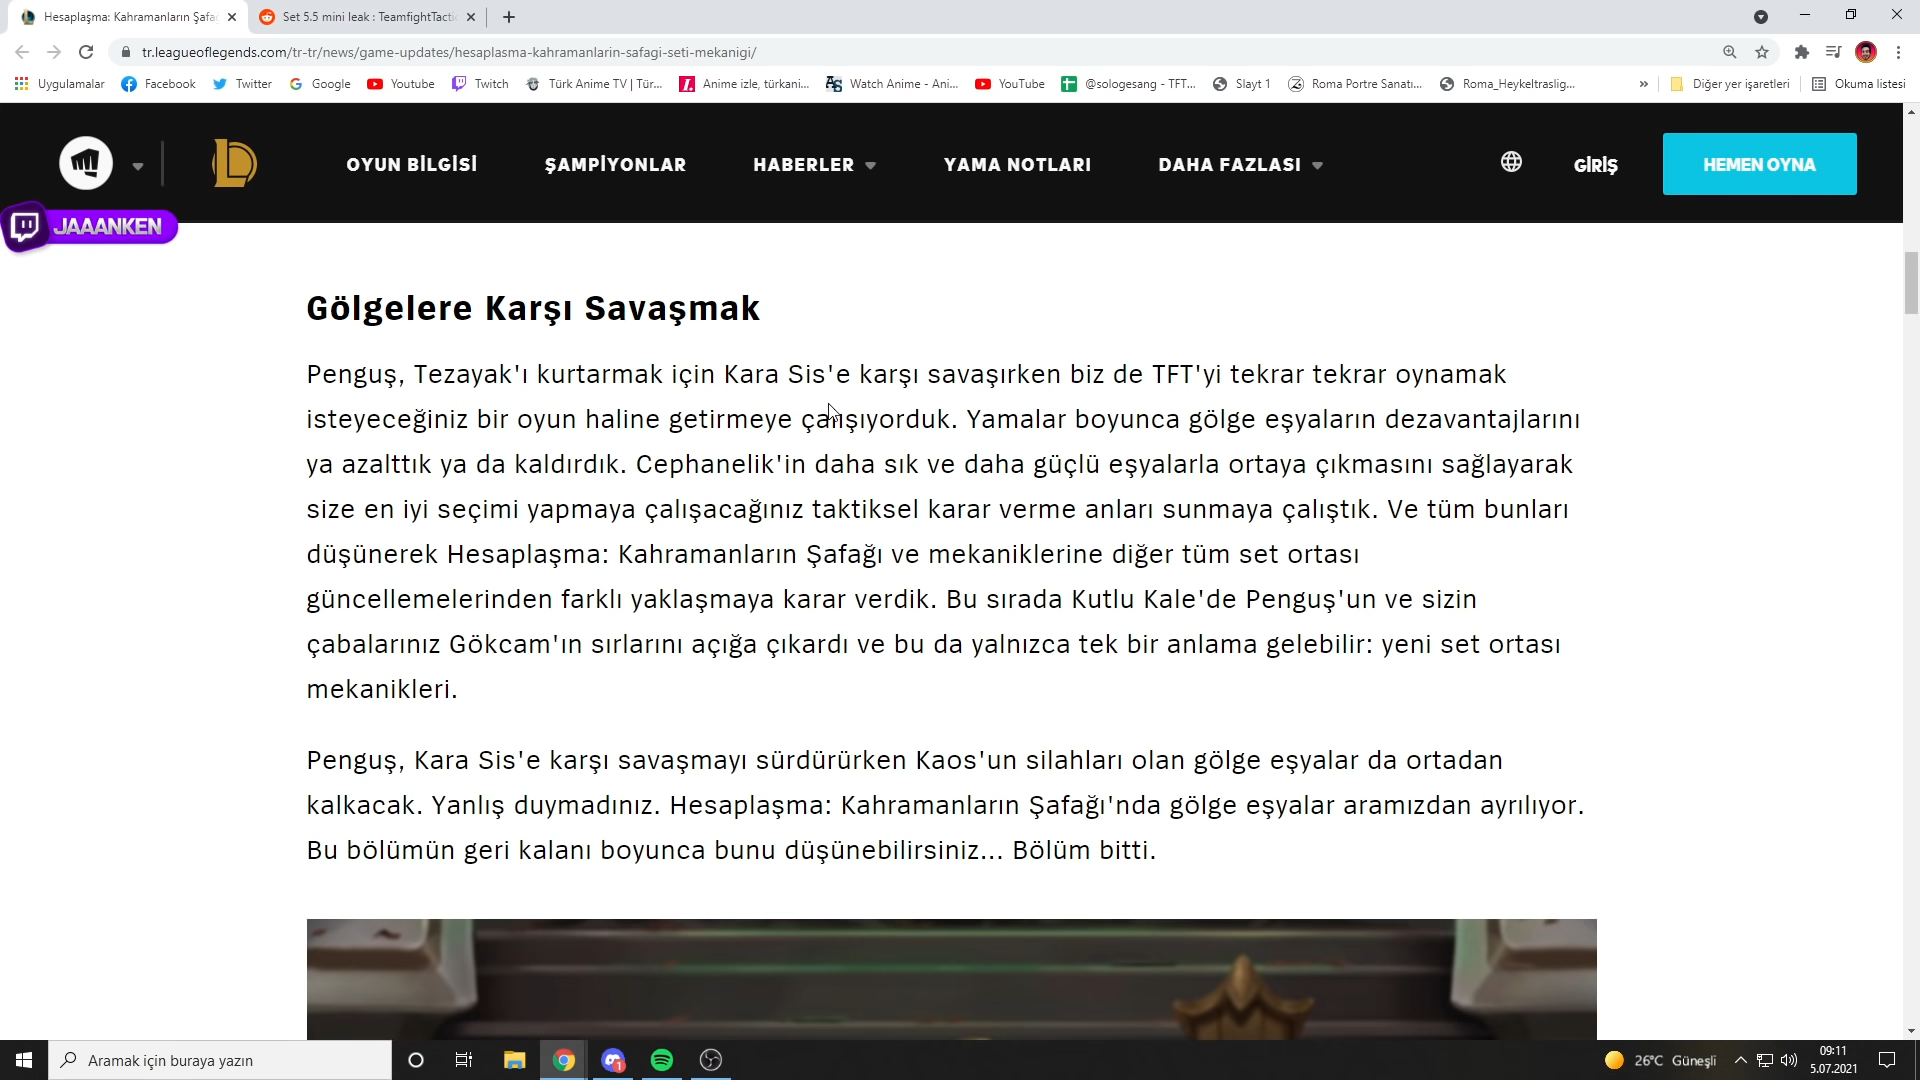 Hesaplaşma: Kahramanların Şafa
Set 5.5 mini leak : TeamfightTactic
tr.leagueoflegends.com/tr-tr/news/game-updates/hesaplasma-kahramanlarin-safagi-seti-mekanigi/
Uygulamalar Facebook Twitter Google Youtube Twitch Türk Anime TV | Tür... Anime izle, türkani... Watch Anime - Ani... YouTube @sologesang - TFT... Slayt 1 Roma Portre Sanatı... Roma_Heykeltraslig... » Diğer yer işaretleri Okuma listesi
OYUN BİLGİSİ ŞAMPİYONLAR HABERLER YAMA NOTLARI DAHA FAZLASI GİRİŞ HEMEN OYNA
JAAANKEN
Gölgelere Karşı Savaşmak
Penguş, Tezayak'ı kurtarmak için Kara Sis'e karşı savaşırken biz de TFT'yi tekrar tekrar oynamak
isteyeceğiniz bir oyun haline getirmeye çalışıyorduk. Yamalar boyunca gölge eşyaların dezavantajlarını
ya azalttık ya da kaldırdık. Cephanelik'in daha sık ve daha güçlü eşyalarla ortaya çıkmasını sağlayarak
size en iyi seçimi yapmaya çalışacağınız taktiksel karar verme anları sunmaya çalıştık. Ve tüm bunları
düşünerek Hesaplaşma: Kahramanların Şafağı ve mekaniklerine diğer tüm set ortası
güncellemelerinden farklı yaklaşmaya karar verdik. Bu sırada Kutlu Kale'de Penguş'un ve sizin
çabalarınız Gökcam'ın sırlarını açığa çıkardı ve bu da yalnızca tek bir anlama gelebilir: yeni set ortası
mekanikleri.
Penguş, Kara Sis'e karşı savaşmayı sürdürürken Kaos'un silahları olan gölge eşyalar da ortadan
kalkacak. Yanlış duymadınız. Hesaplaşma: Kahramanların Şafağı'nda gölge eşyalar aramızdan ayrılıyor.
Bu bölümün geri kalanı boyunca bunu düşünebilirsiniz... Bölüm bitti.
Aramak için buraya yazın
1
26°C Güneşli
09:11
5.07.2021